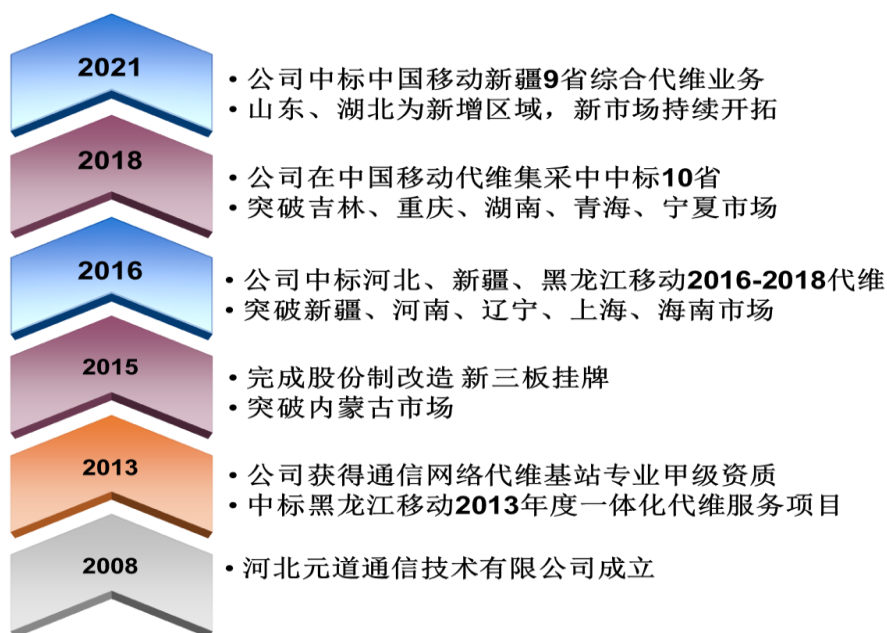 2021
• 公司中标中国移动新疆9省综合代维业务
• 山东、湖北为新增区域，新市场持续开拓
2018
• 公司在中国移动代维集采中中标10省
• 突破吉林、重庆、湖南、青海、宁夏市场
2016
• 公司中标河北、新疆、黑龙江移动2016-2018代维
• 突破新疆、河南、辽宁、上海、海南市场
2015
• 完成股份制改造 新三板挂牌
• 突破内蒙古市场
2013
• 公司获得通信网络代维基站专业甲级资质
• 中标黑龙江移动2013年度一体化代维服务项目
2008
• 河北元道通信技术有限公司成立